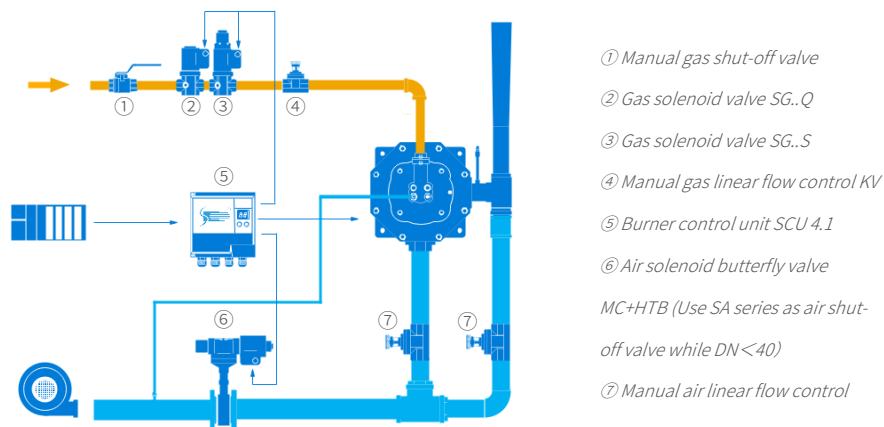 ① Manual gas shut-off valve
② Gas solenoid valve SG..Q
③ Gas solenoid valve SG..S
④ Manual gas linear flow control KV
⑤ Burner control unit SCU 4.1
⑥ Air solenoid butterfly valve
MC+HTB (Use SA series as air shut-
off valve while DN＜40)
⑦ Manual air linear flow control
①
②
③
④
⑤
⑥
⑦
⑦